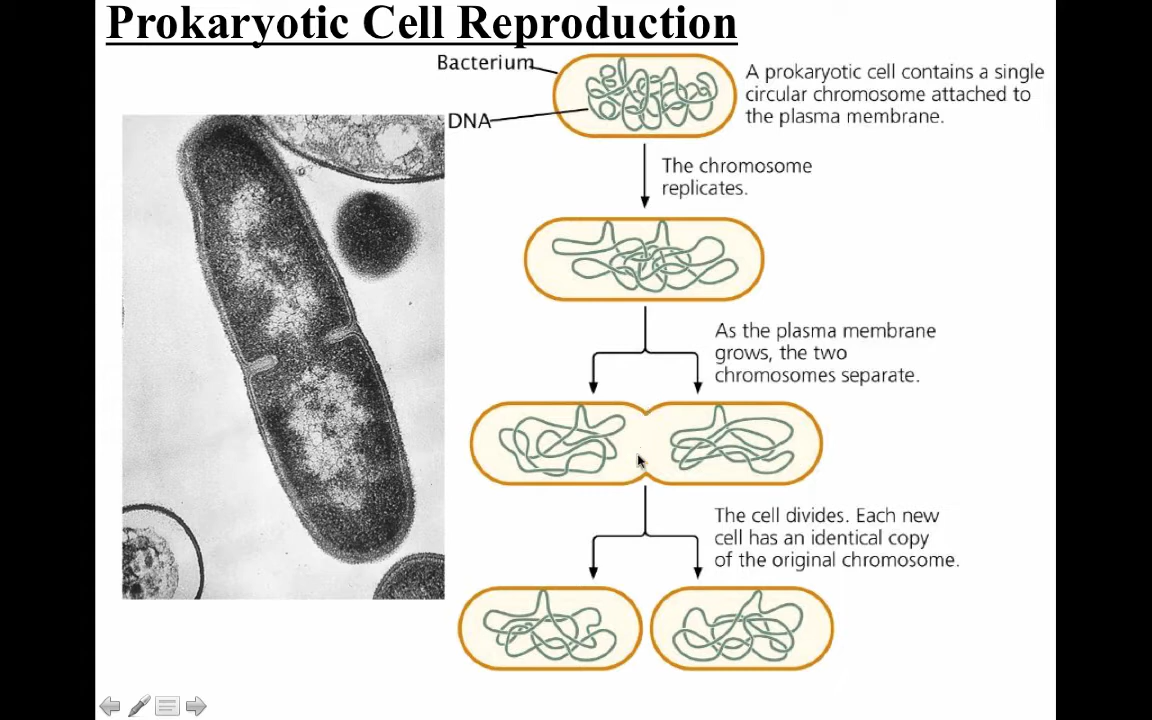 Prokaryotic Cell Reproduction
Bacterium
DNA
A prokaryotic cell contains a single
circular chromosome attached to
the plasma membrane.
The chromosome
replicates.
As the plasma membrane
grows, the two
chromosomes separate.
The cell divides. Each new
cell has an identical copy
of the original chromosome.